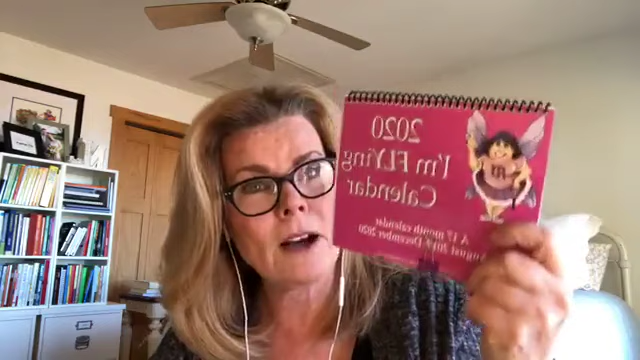 2020
I'm FLYing
Calendar
A 17 month calendar
August 2019 December 2020